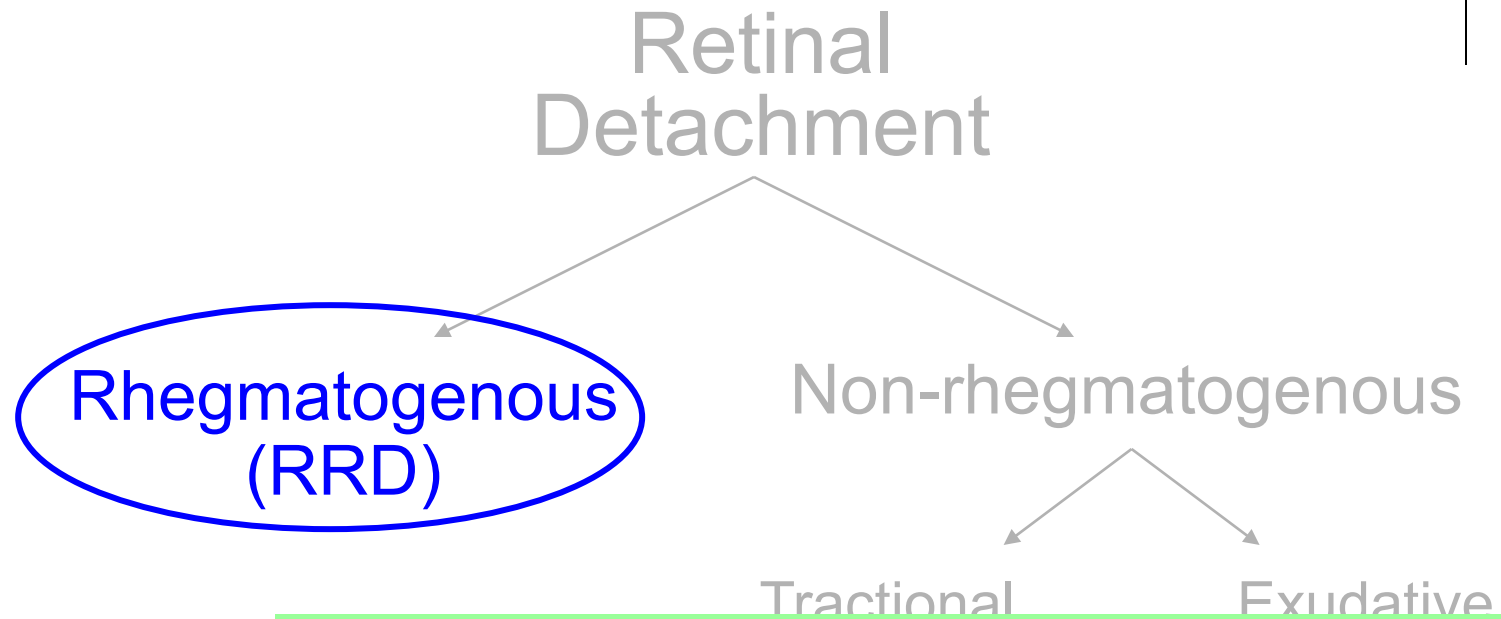 Retinal
Detachment
Rhegmatogenous
(RRD)
Non-rhegmatogenous
Tractional
Exudative